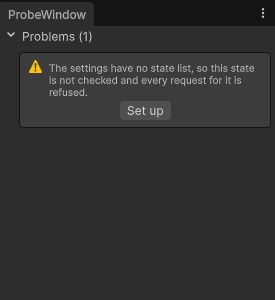 ProbeWindow
Problems (1)
The settings have no state list, so this state
is not checked and every request for it is
refused.
Set up